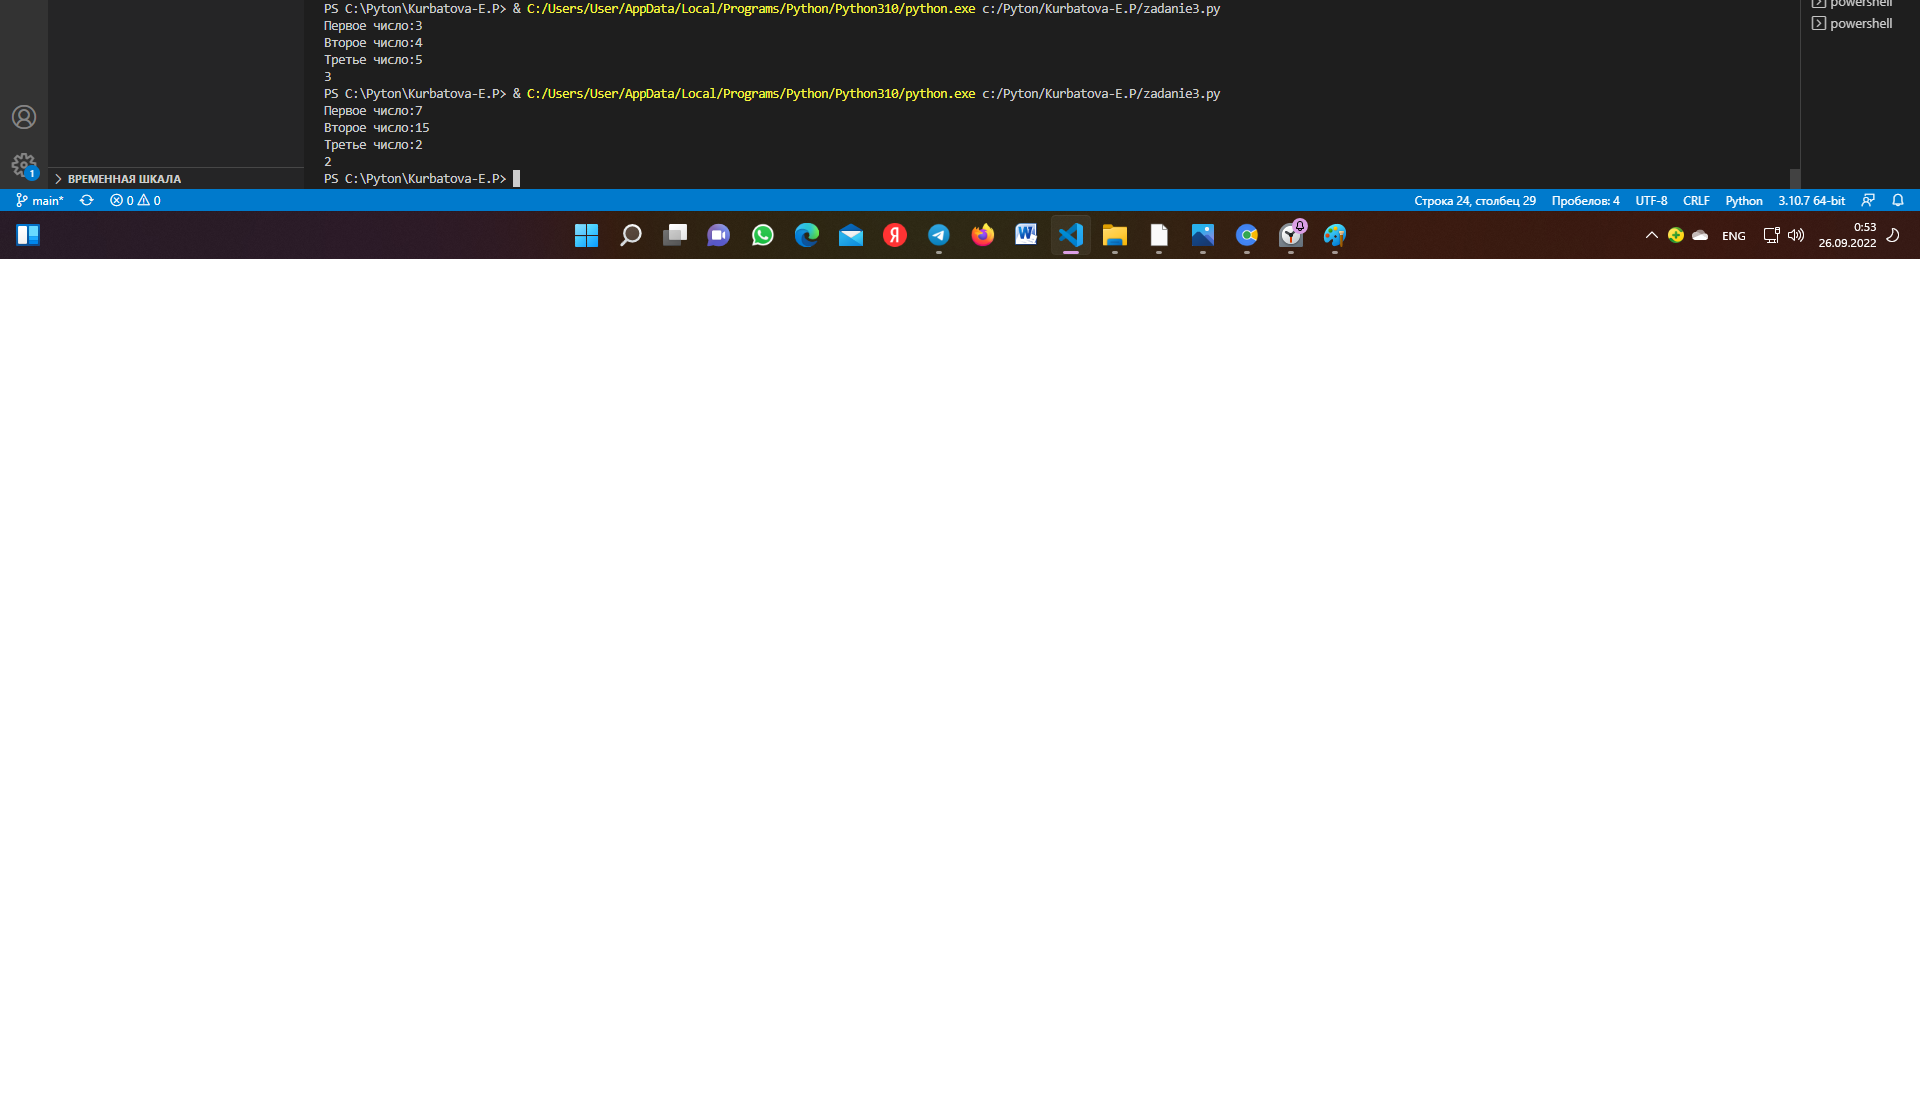 PS C:\Pyton\Kurbatova-E.P> & C:/Users/User/AppData/Local/Programs/Python/Python310/python.exe c:/Pyton/Kurbatova-E.P/zadanie3.py
Первое число:3
Второе число:4
Третье число:5
3
PS C:\Pyton\Kurbatova-E.P> & C:/Users/User/AppData/Local/Programs/Python/Python310/python.exe c:/Pyton/Kurbatova-E.P/zadanie3.py
Первое число:7
Второе число:15
Третье число:2
2
PS C:\Pyton\Kurbatova-E.P>
powershell
powershell
1
ВРЕМЕННАЯ ШКАЛА
main* 0 0 Строка 24, столбец 29 Пробелов: 4 UTF-8 CRLF Python 3.10.7 64-bit
Я W ENG 0:53
26.09.2022